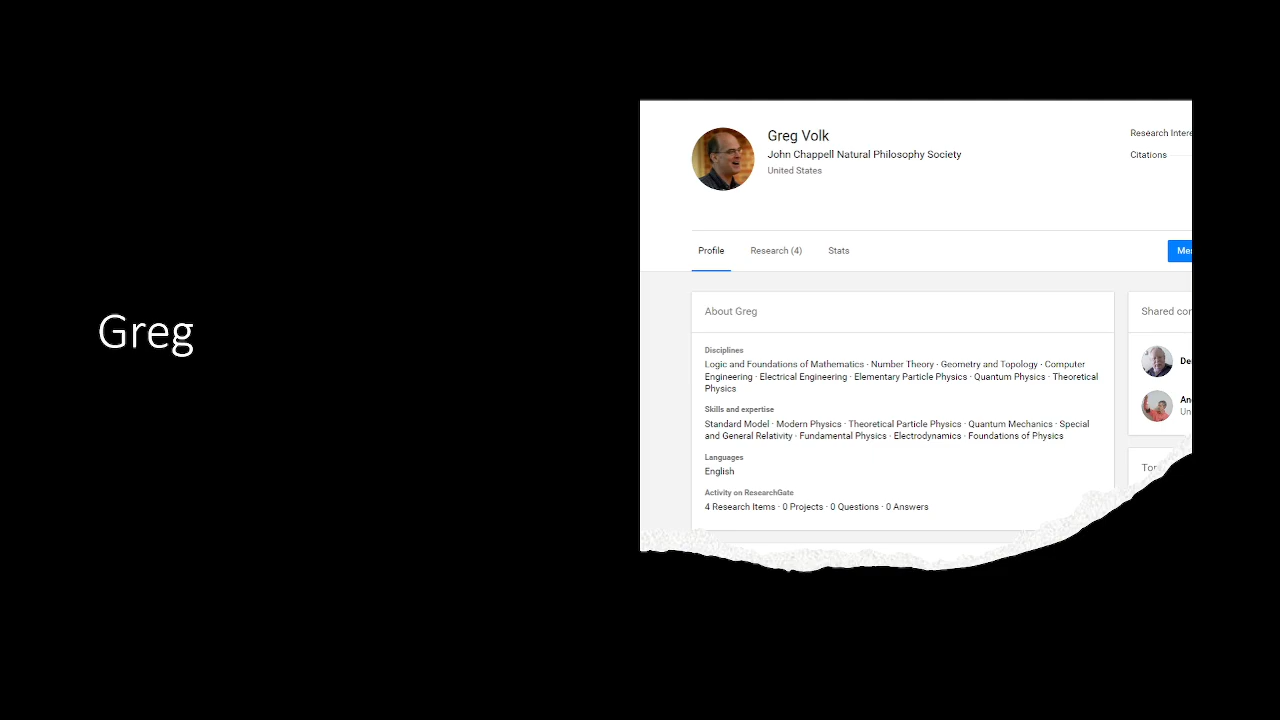 Greg
Greg Volk
John Chappell Natural Philosophy Society
United States
Research Intere
Citations
Profile
Research (4)
Stats
About Greg
Disciplines
Logic and Foundations of Mathematics · Number Theory · Geometry and Topology · Computer
Engineering · Electrical Engineering · Elementary Particle Physics · Quantum Physics · Theoretical
Physics
Skills and expertise
Standard Model · Modern Physics · Theoretical Particle Physics · Quantum Mechanics · Special
and General Relativity · Fundamental Physics · Electrodynamics · Foundations of Physics
Languages
English
Activity on ResearchGate
4 Research Items · 0 Projects · 0 Questions · 0 Answers
Shared con
De
An
Un